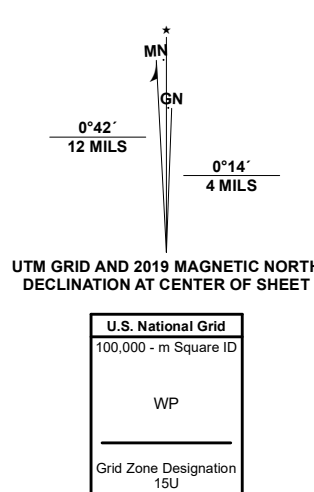 ★
MN
GN
0°42´
12 MILS
0°14´
4 MILS
UTM GRID AND 2019 MAGNETIC NORTH
DECLINATION AT CENTER OF SHEET
U.S. National Grid
100,000 - m Square ID
WP
Grid Zone Designation
15U